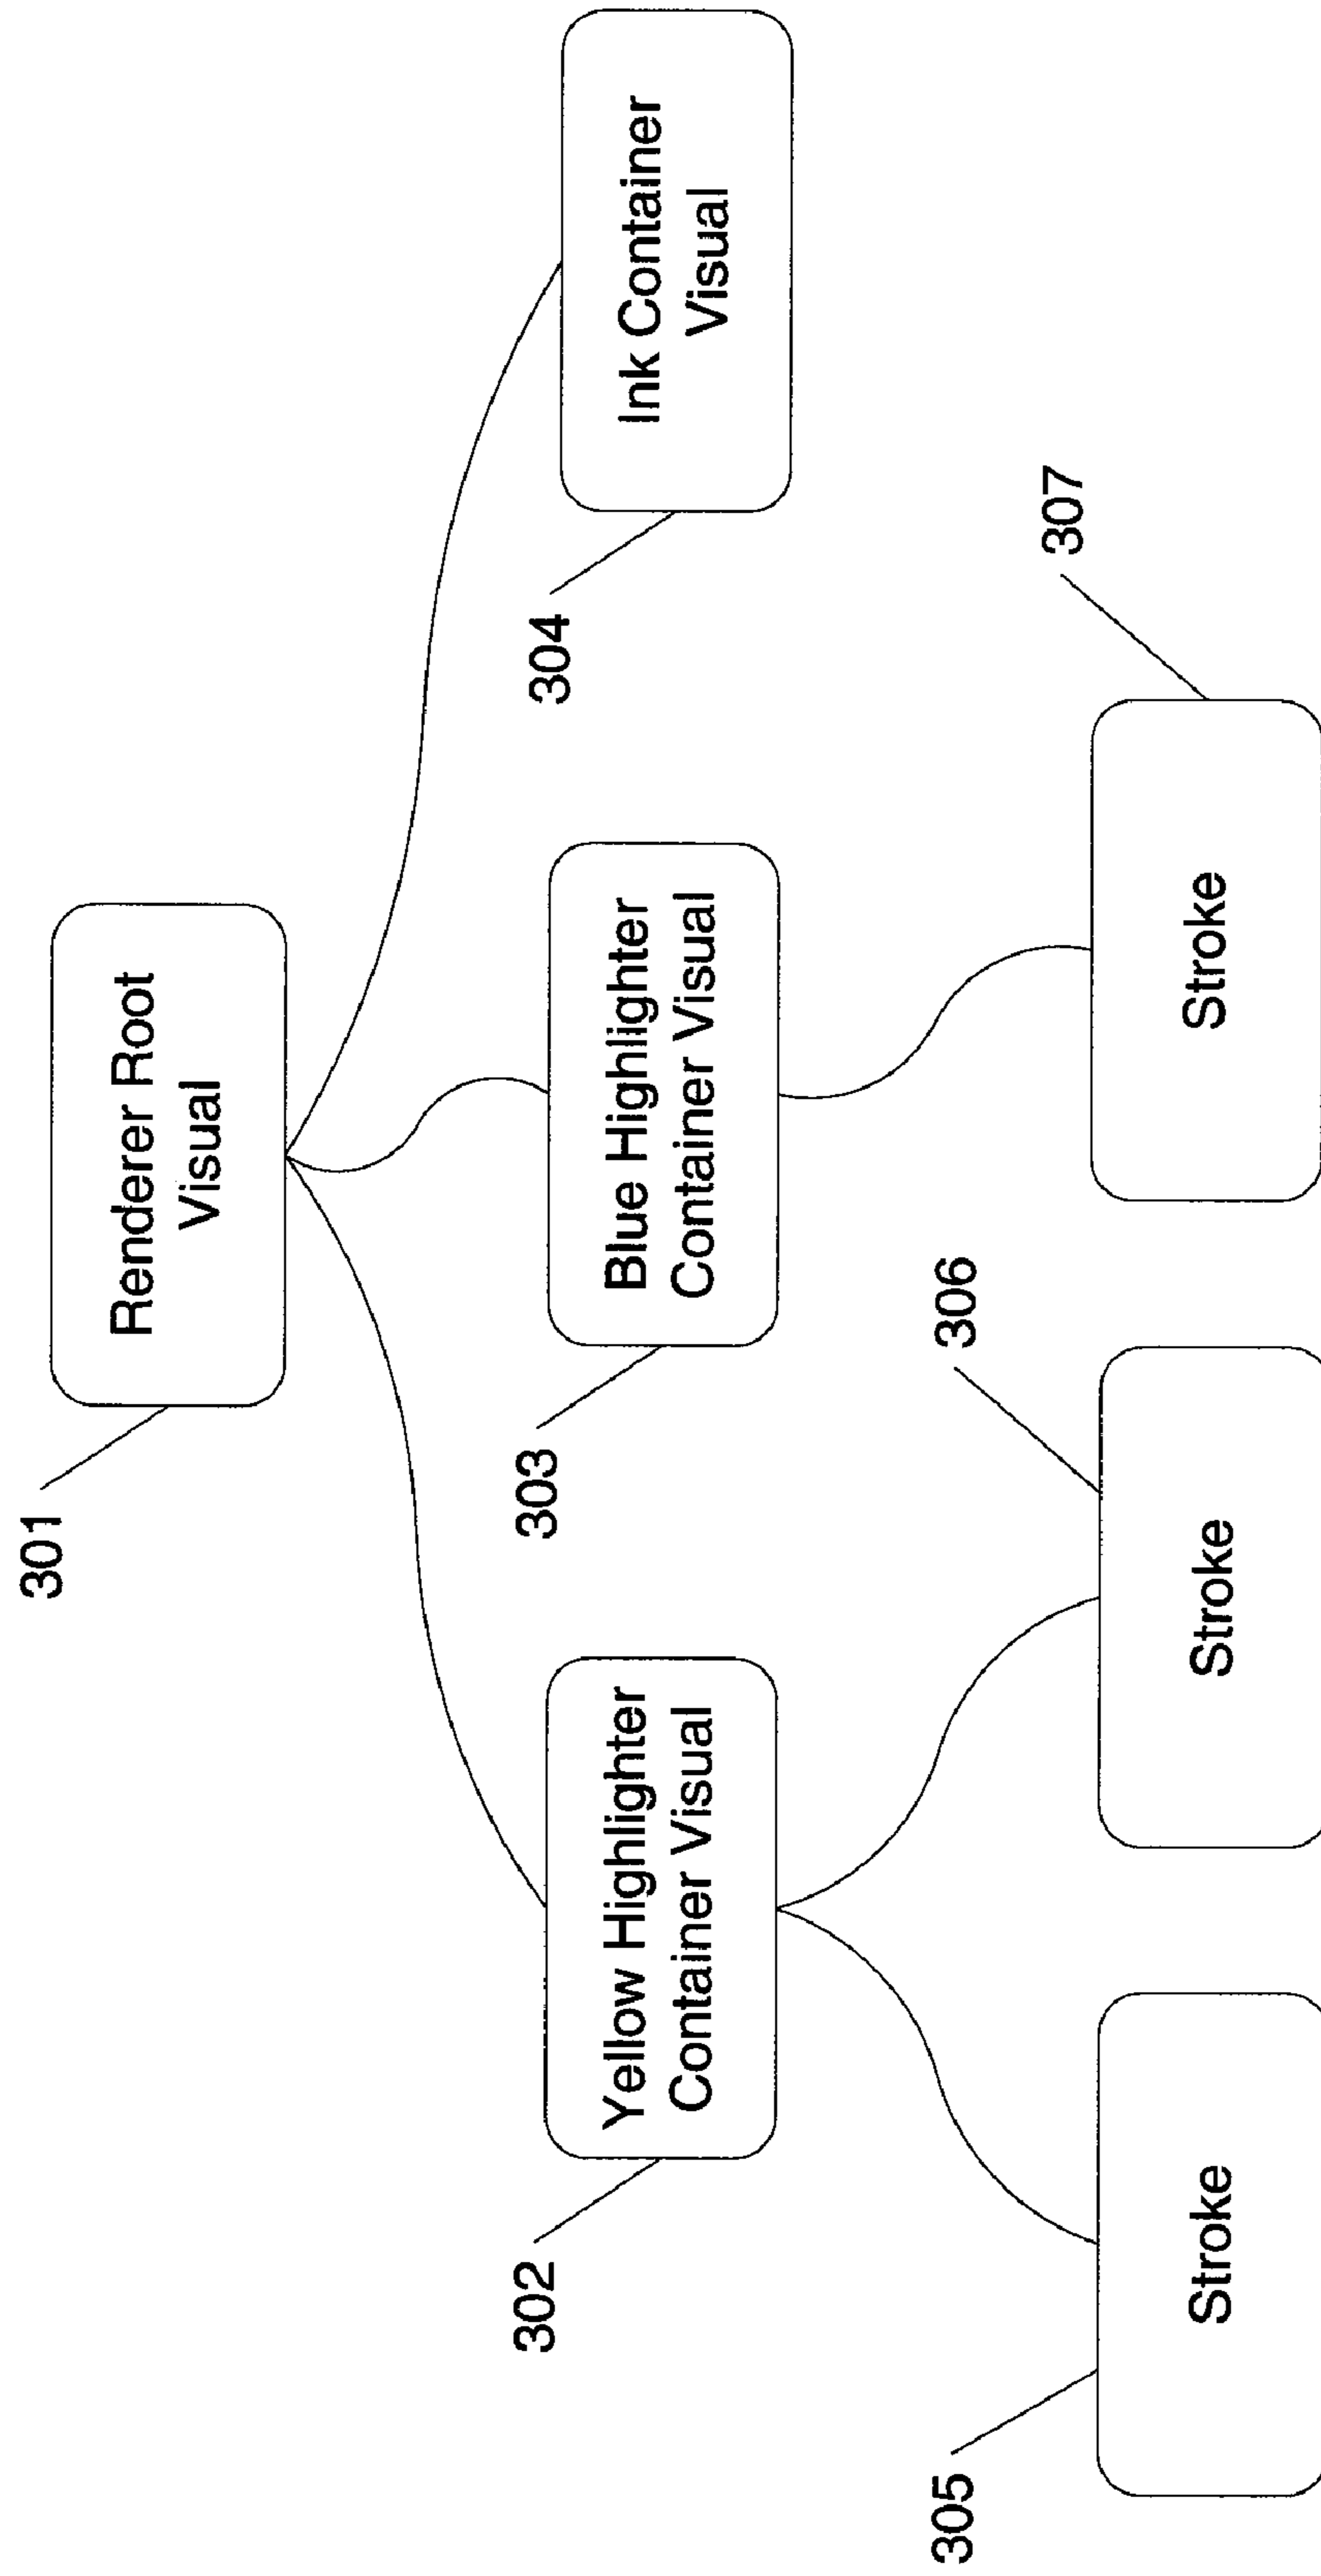 301
Renderer Root
Visual
302
Yellow Highlighter
Container Visual
303
Blue Highlighter
Container Visual
304
Ink Container
Visual
305
Stroke
306
Stroke
307
Stroke